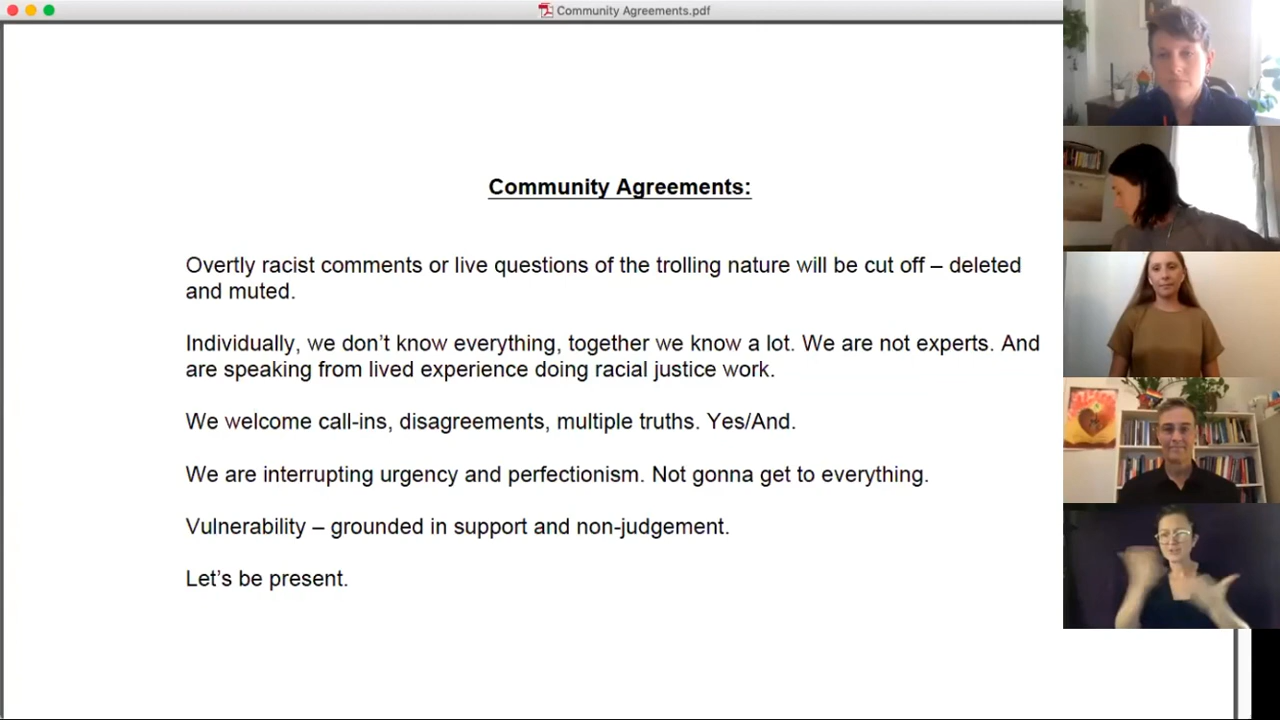 Community Agreements.pdf
Community Agreements:
Overtly racist comments or live questions of the trolling nature will be cut off – deleted
and muted.
Individually, we don’t know everything, together we know a lot. We are not experts. And
are speaking from lived experience doing racial justice work.
We welcome call-ins, disagreements, multiple truths. Yes/And.
We are interrupting urgency and perfectionism. Not gonna get to everything.
Vulnerability – grounded in support and non-judgement.
Let’s be present.